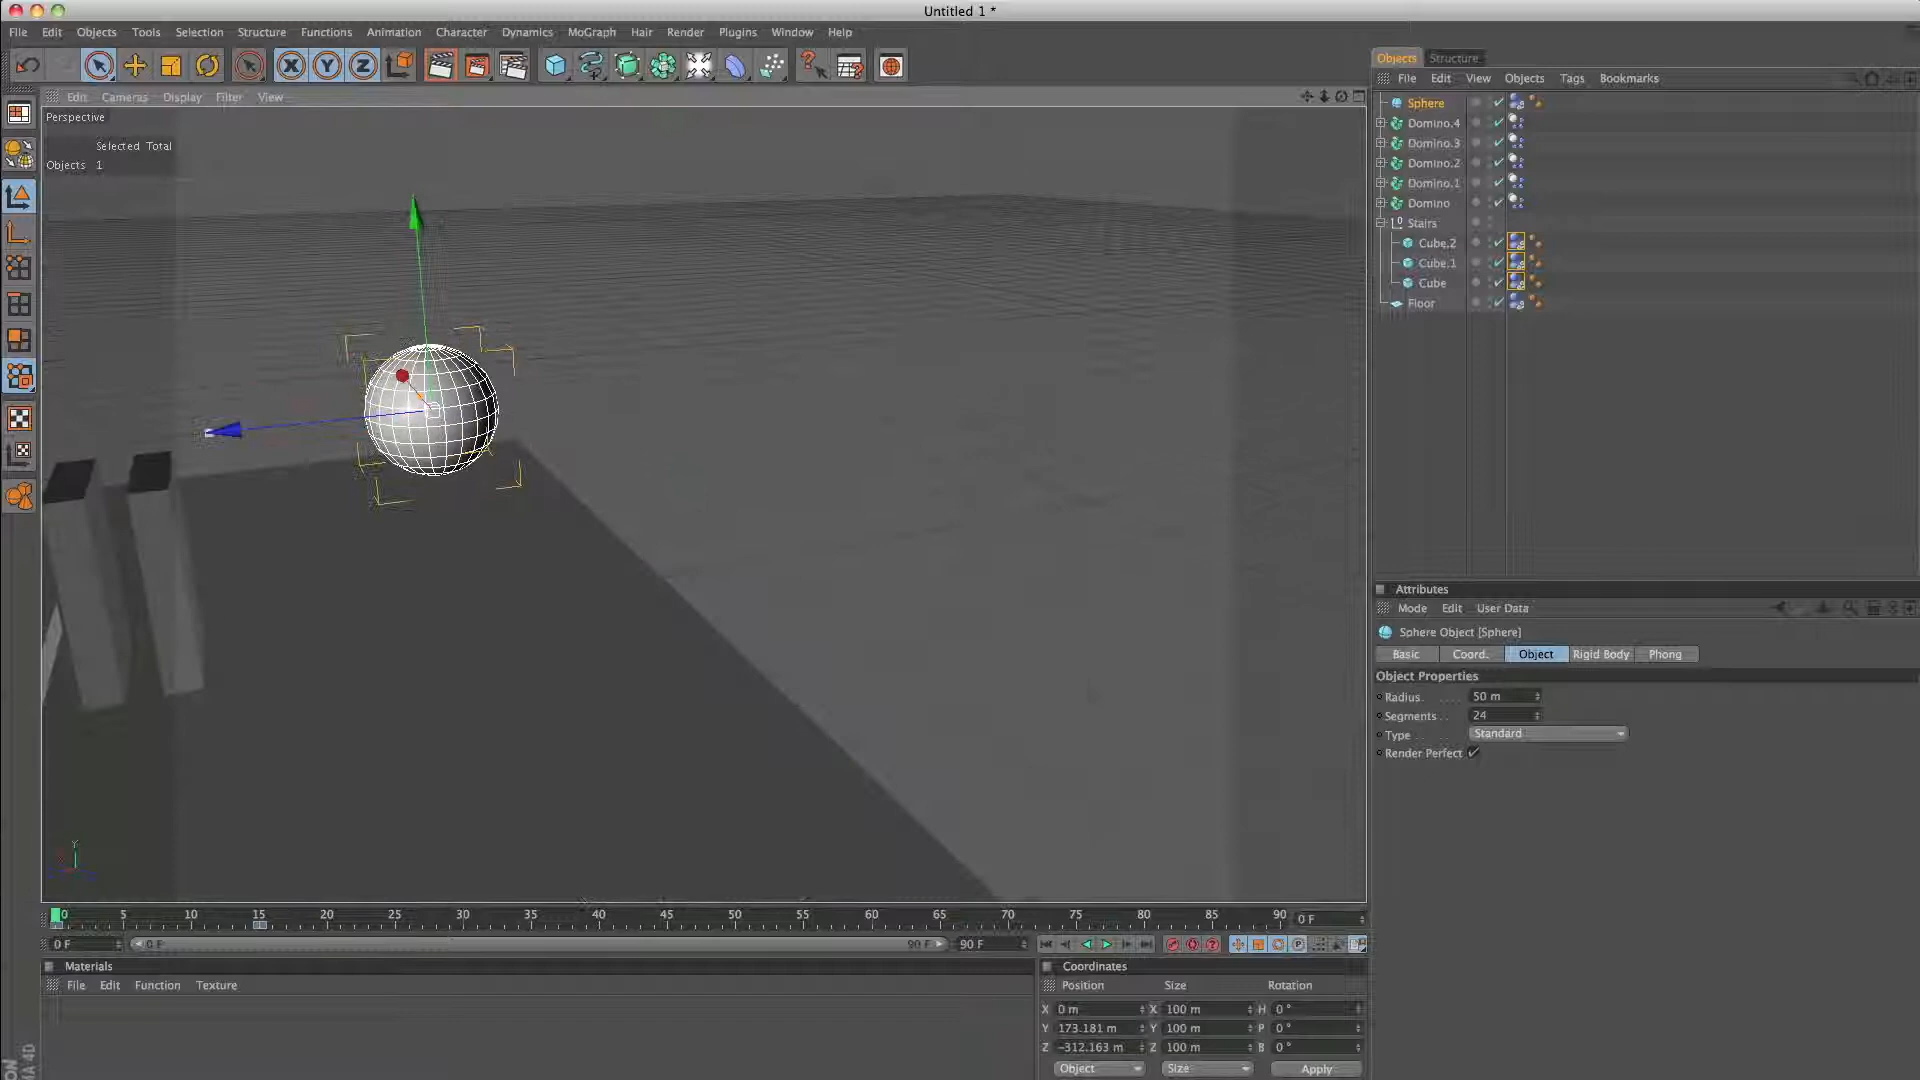 Untitled 1 *
File Edit Objects Tools Selection Structure Functions Animation Character Dynamics MoGraph Hair Render Plugins Window Help
Objects Structure
File Edit View Objects Tags Bookmarks
Edit Cameras Display Filter View
Perspective
Selected Total
Objects 1
Sphere
Domino.4
Domino.3
Domino.2
Domino.1
Domino
Stairs
Cube.2
Cube.1
Cube
Floor
Attributes
Mode Edit User Data
Sphere Object [Sphere]
Basic Coord. Object Rigid Body Phong
Object Properties
Radius. . . . . 50 m
Segments . . 24
Type Standard
Render Perfect
0 5 10 15 20 25 30 35 40 45 50 55 60 65 70 75 80 85 90 0 F
0 F 0 F 90 F 90 F
Materials
File Edit Function Texture
Coordinates
Position Size Rotation
X 0 m X 100 m H 0 °
Y 173.181 m Y 100 m P 0 °
Z -312.163 m Z 100 m B 0 °
Object Size Apply